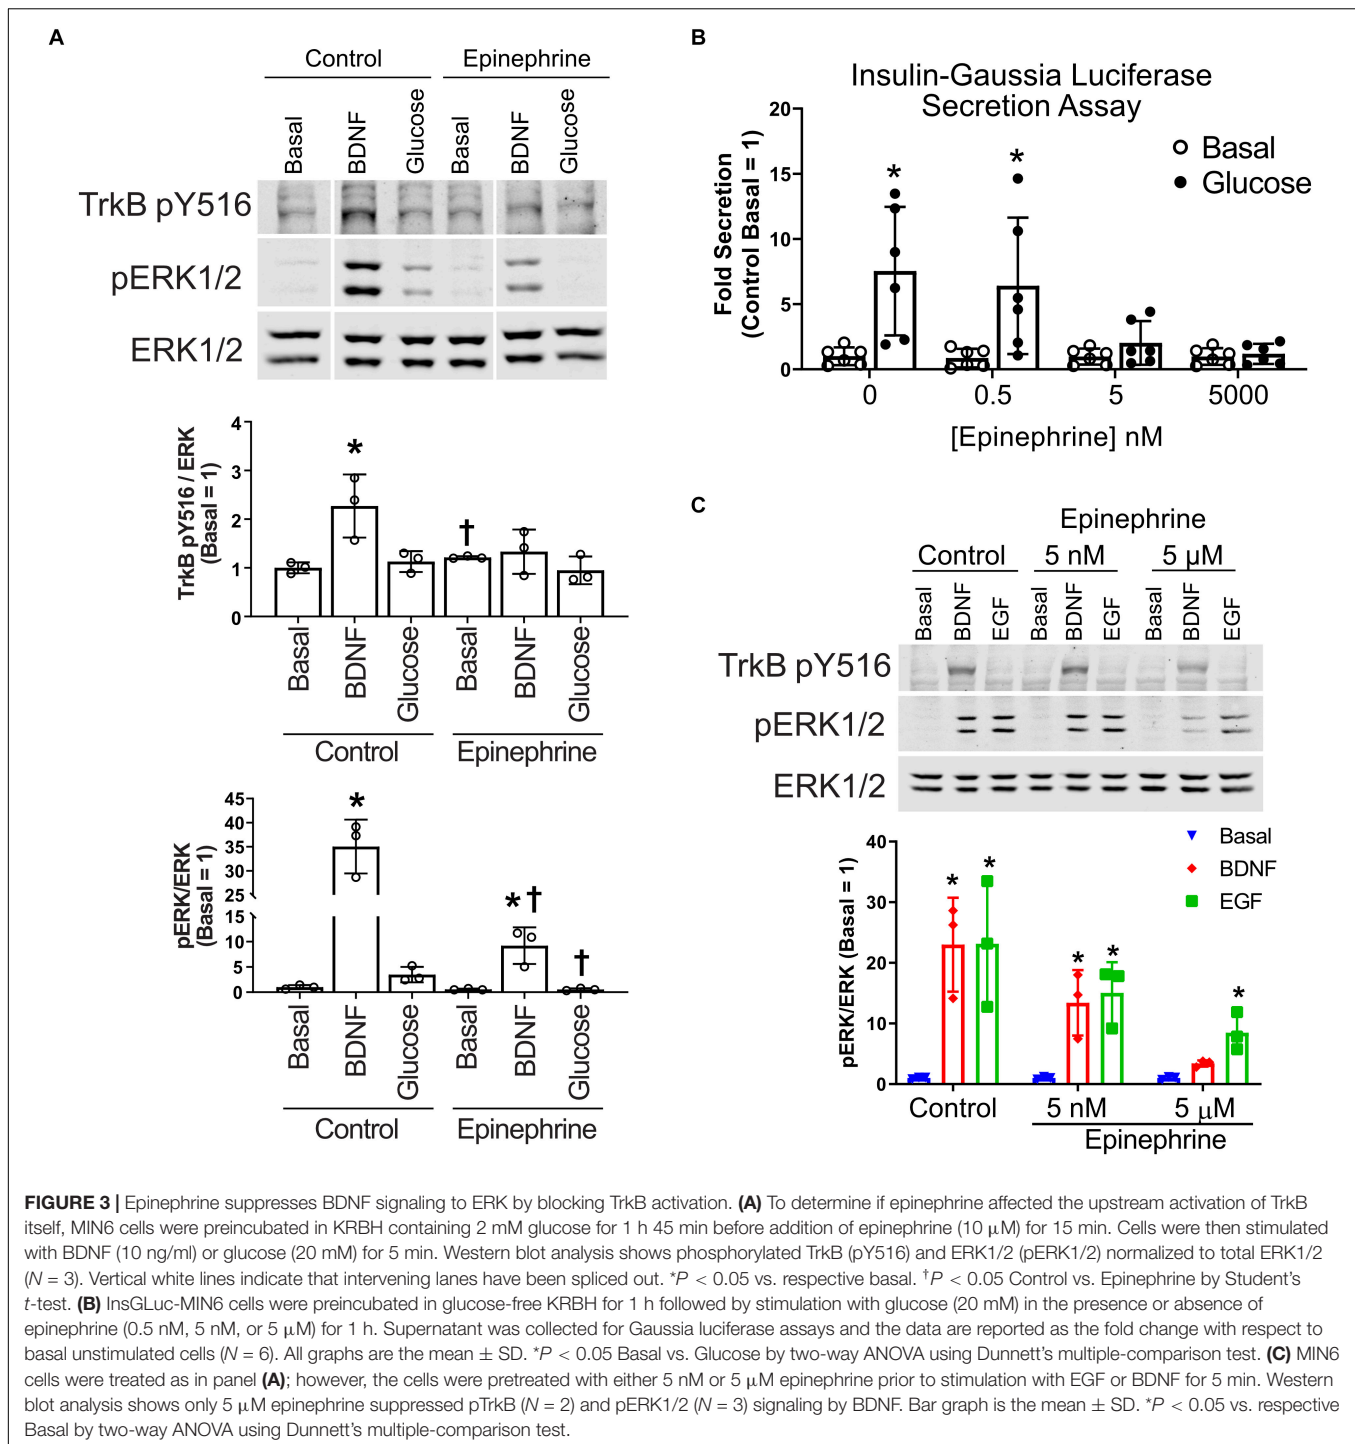 A
Control Epinephrine
Basal BDNF Glucose Basal BDNF Glucose
TrkB pY516
pERK1/2
ERK1/2
TrkB pY516 / ERK
(Basal = 1)
4
3
2
1
0
*
†
Basal BDNF Glucose Basal BDNF Glucose
Control Epinephrine
pERK/ERK
(Basal = 1)
45
40
35
30
25
15
10
5
0
*
*†
†
Basal BDNF Glucose Basal BDNF Glucose
Control Epinephrine
B
Insulin-Gaussia Luciferase
Secretion Assay
Fold Secretion
(Control Basal = 1)
20
15
10
5
0
* *
Basal
Glucose
0 0.5 5 5000
[Epinephrine] nM
C
Epinephrine
Control 5 nM 5 µM
Basal BDNF EGF Basal BDNF EGF Basal BDNF EGF
TrkB pY516
pERK1/2
ERK1/2
pERK/ERK (Basal = 1)
40
30
20
10
0
* * * * *
Basal
BDNF
EGF
Control 5 nM 5 µM
Epinephrine
FIGURE 3 | Epinephrine suppresses BDNF signaling to ERK by blocking TrkB activation. (A) To determine if epinephrine affected the upstream activation of TrkB
itself, MIN6 cells were preincubated in KRBH containing 2 mM glucose for 1 h 45 min before addition of epinephrine (10 µM) for 15 min. Cells were then stimulated
with BDNF (10 ng/ml) or glucose (20 mM) for 5 min. Western blot analysis shows phosphorylated TrkB (pY516) and ERK1/2 (pERK1/2) normalized to total ERK1/2
(N = 3). Vertical white lines indicate that intervening lanes have been spliced out. *P < 0.05 vs. respective basal. †P < 0.05 Control vs. Epinephrine by Student's
t-test. (B) InsGLuc-MIN6 cells were preincubated in glucose-free KRBH for 1 h followed by stimulation with glucose (20 mM) in the presence or absence of
epinephrine (0.5 nM, 5 nM, or 5 µM) for 1 h. Supernatant was collected for Gaussia luciferase assays and the data are reported as the fold change with respect to
basal unstimulated cells (N = 6). All graphs are the mean ± SD. *P < 0.05 Basal vs. Glucose by two-way ANOVA using Dunnett's multiple-comparison test. (C) MIN6
cells were treated as in panel (A); however, the cells were pretreated with either 5 nM or 5 µM epinephrine prior to stimulation with EGF or BDNF for 5 min. Western
blot analysis shows only 5 µM epinephrine suppressed pTrkB (N = 2) and pERK1/2 (N = 3) signaling by BDNF. Bar graph is the mean ± SD. *P < 0.05 vs. respective
Basal by two-way ANOVA using Dunnett's multiple-comparison test.